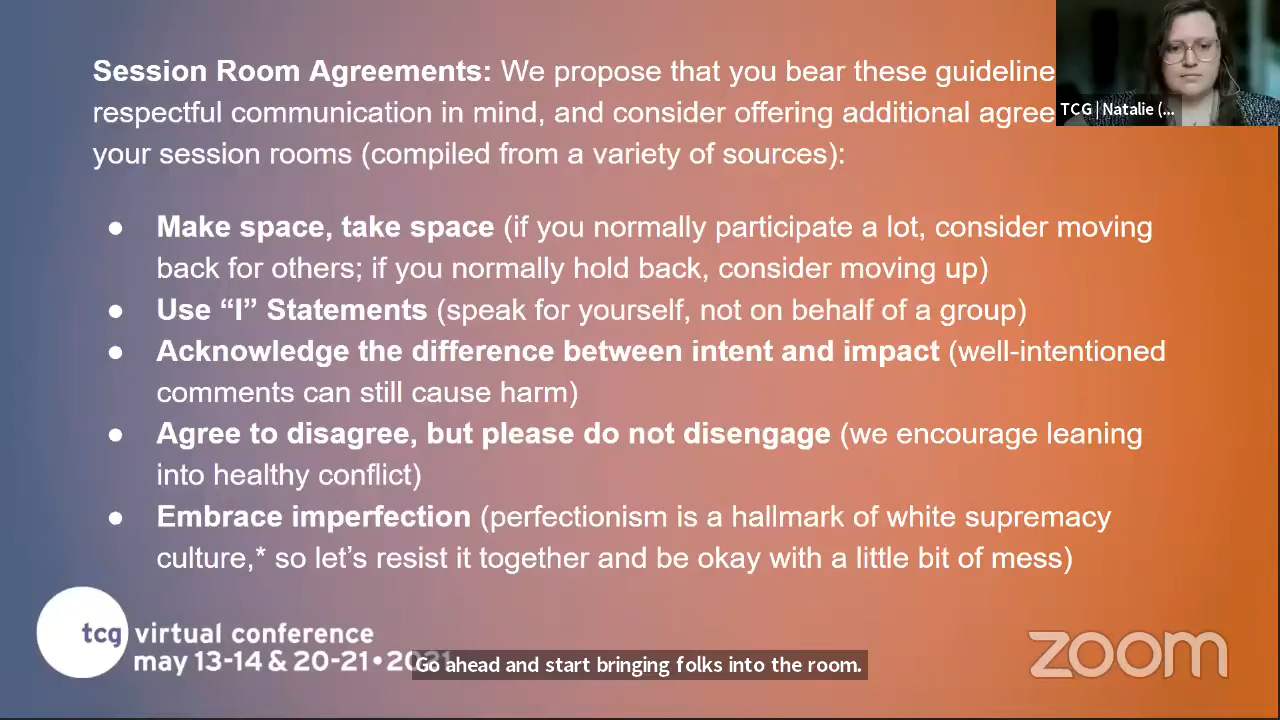 Session Room Agreements: We propose that you bear these guideline
respectful communication in mind, and consider offering additional agree
your session rooms (compiled from a variety of sources):
TCG | Natalie (...
● Make space, take space (if you normally participate a lot, consider moving
back for others; if you normally hold back, consider moving up)
● Use “I” Statements (speak for yourself, not on behalf of a group)
● Acknowledge the difference between intent and impact (well-intentioned
comments can still cause harm)
● Agree to disagree, but please do not disengage (we encourage leaning
into healthy conflict)
● Embrace imperfection (perfectionism is a hallmark of white supremacy
culture,* so let’s resist it together and be okay with a little bit of mess)
tcg virtual conference
may 13-14 & 20-21 •
Go ahead and start bringing folks into the room.
zoom